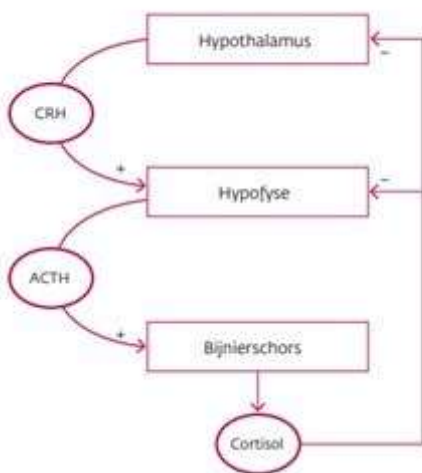 Hypothalamus
−
CRH
+
Hypofyse
−
ACTH
+
Bijnierschors
Cortisol